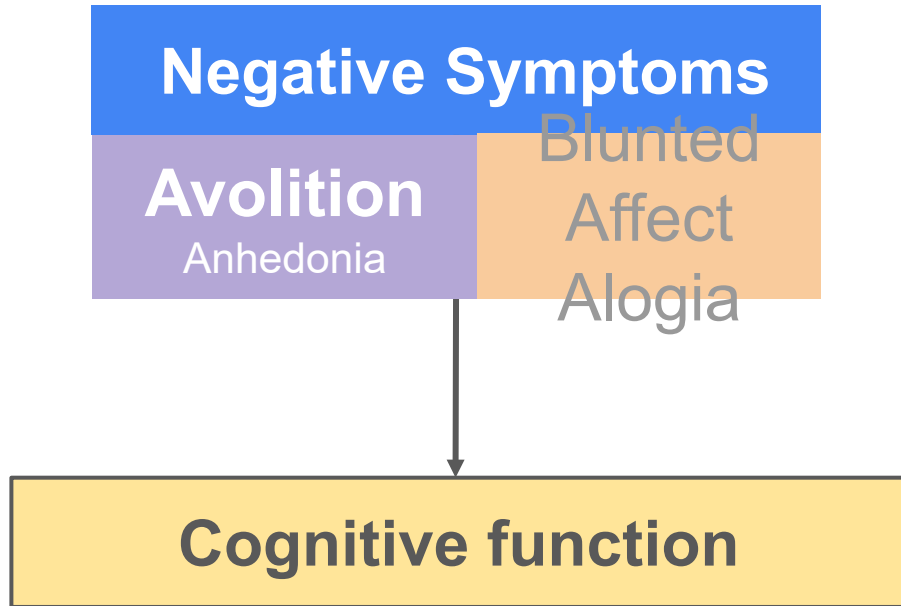 Negative Symptoms
Avolition
Anhedonia
Blunted
Affect
Alogia
Cognitive function